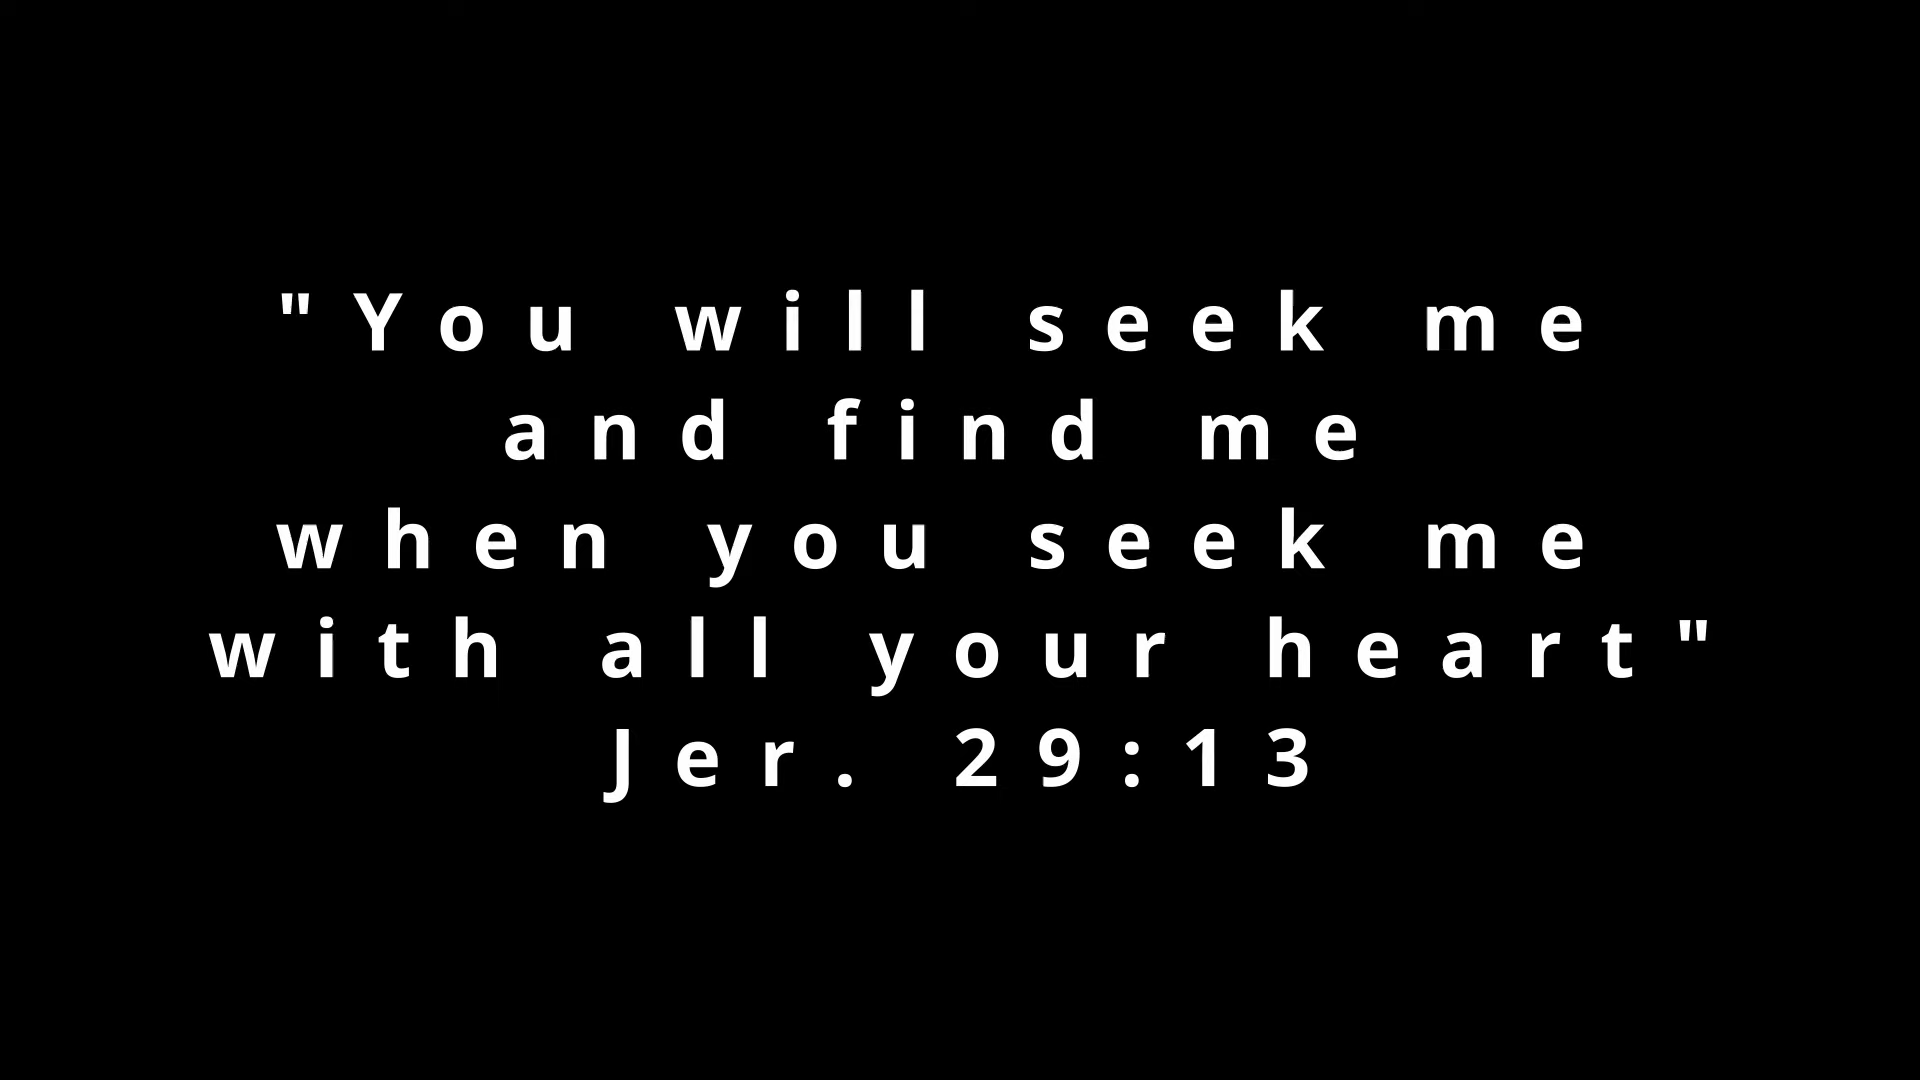 "You will seek me
and find me
when you seek me
with all your heart"
Jer. 29:13